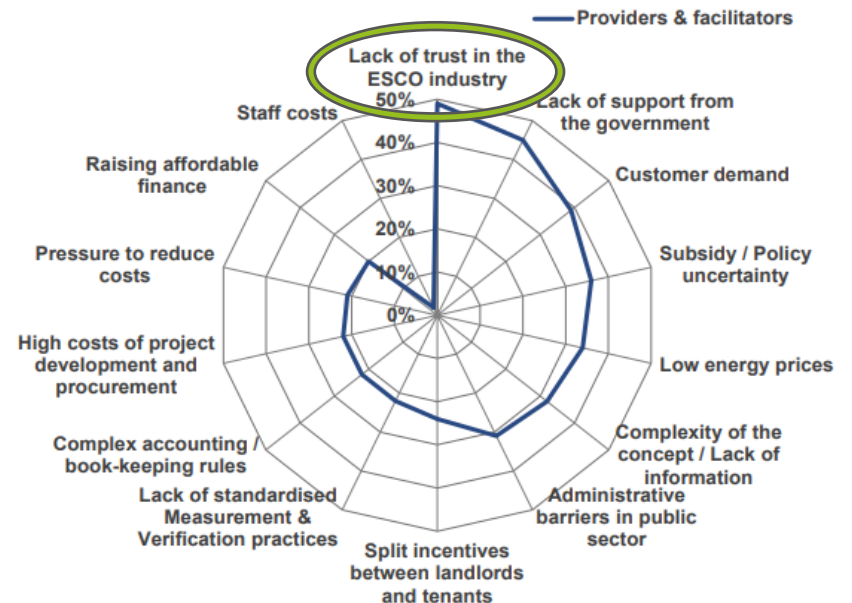 Providers & facilitators
Lack of trust in the
ESCO industry
Lack of support from
the government
Customer demand
Subsidy / Policy
uncertainty
Low energy prices
Complexity of the
concept / Lack of
information
Administrative
barriers in public
sector
Split incentives
between landlords
and tenants
Lack of standardised
Measurement &
Verification practices
Complex accounting /
book-keeping rules
High costs of project
development and
procurement
Pressure to reduce
costs
Raising affordable
finance
Staff costs
50%
40%
30%
20%
10%
0%